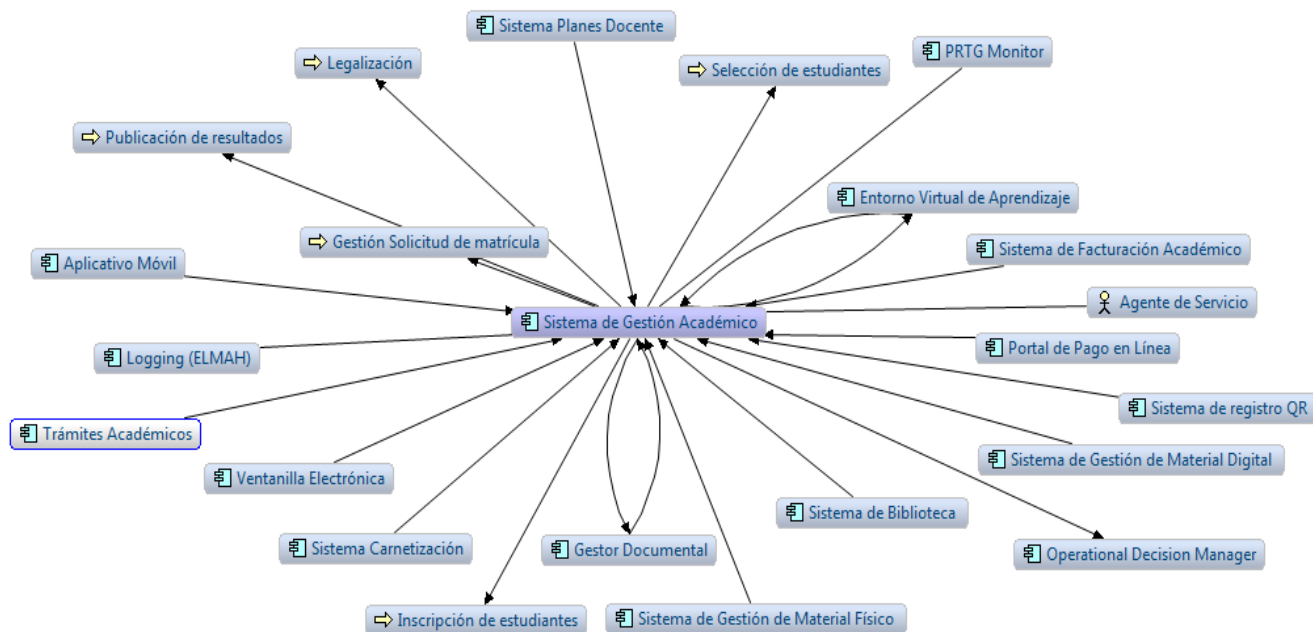 Sistema Planes Docente
PRTG Monitor
Legalización
Selección de estudiantes
Publicación de resultados
Entorno Virtual de Aprendizaje
Gestión Solicitud de matrícula
Sistema de Facturación Académico
Aplicativo Móvil
Agente de Servicio
Sistema de Gestión Académico
Portal de Pago en Línea
Logging (ELMAH)
Sistema de registro QR
Trámites Académicos
Sistema de Gestión de Material Digital
Ventanilla Electrónica
Sistema de Biblioteca
Sistema Carnetización
Gestor Documental
Operational Decision Manager
Inscripción de estudiantes
Sistema de Gestión de Material Físico